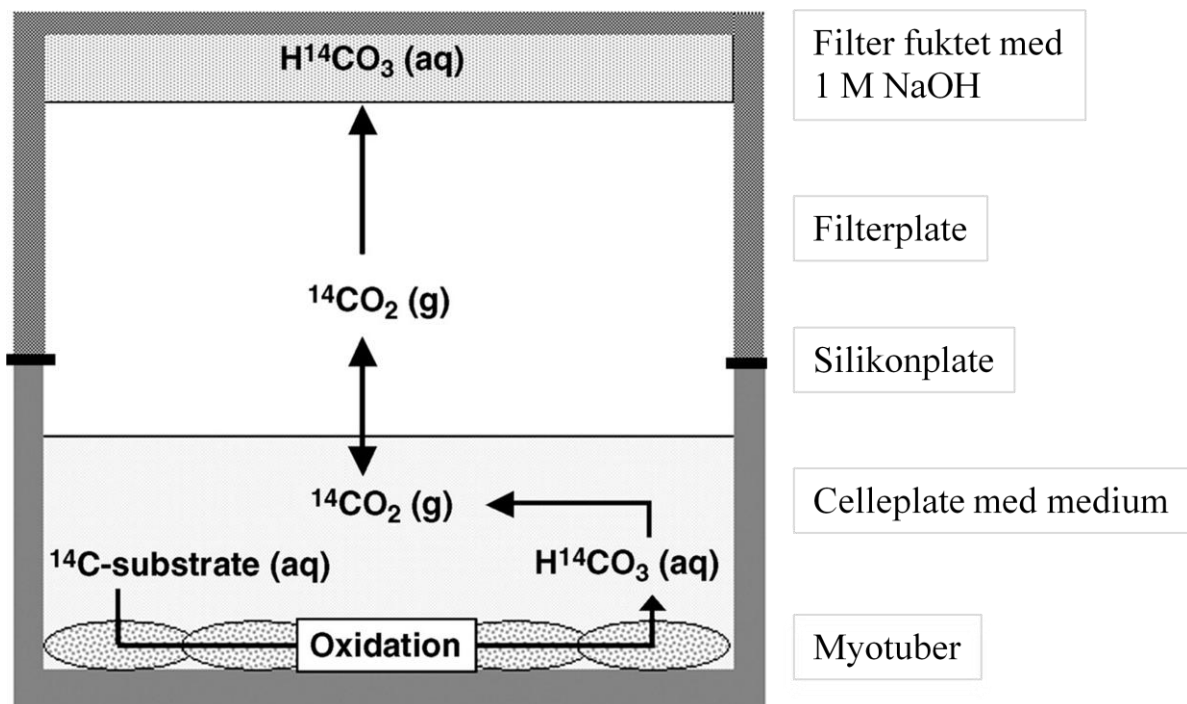 H¹⁴CO₃ (aq)
Filter fuktet med
1 M NaOH
Filterplate
¹⁴CO₂ (g)
Silikonplate
¹⁴CO₂ (g)
Celleplate med medium
¹⁴C-substrate (aq)
H¹⁴CO₃ (aq)
Oxidation
Myotuber